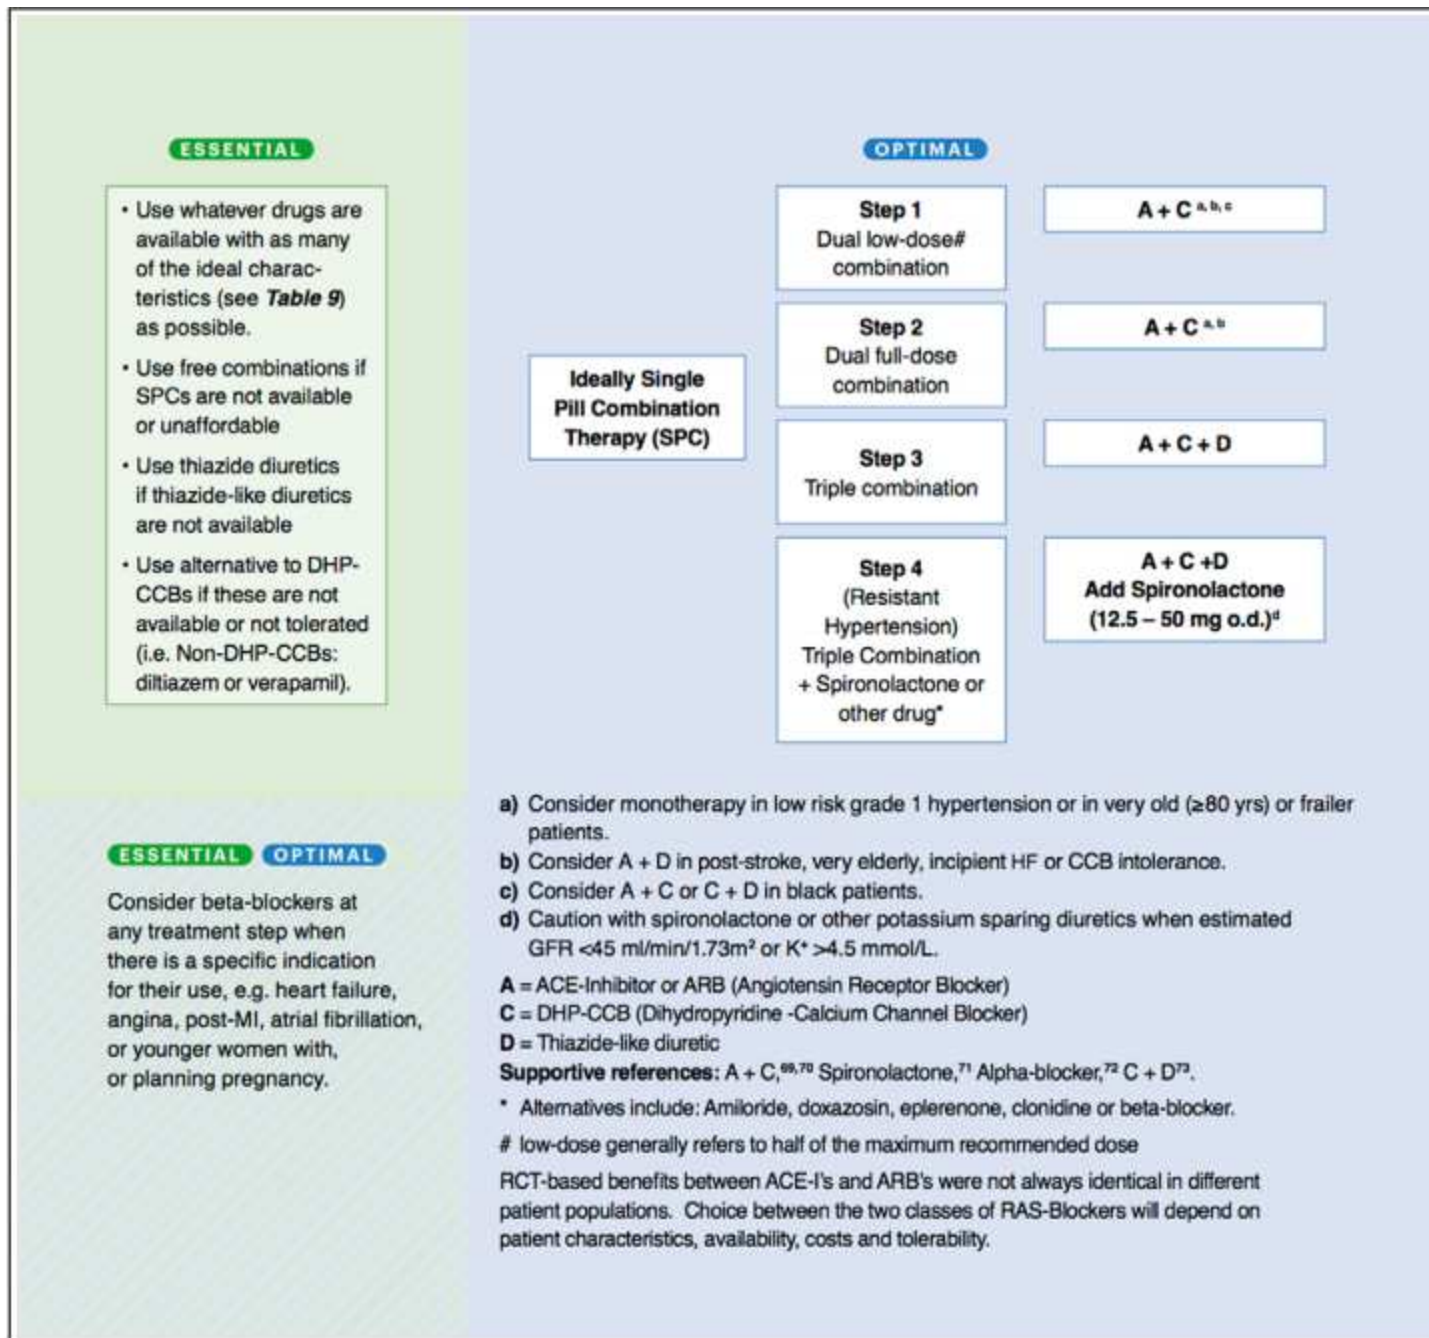 ESSENTIAL
• Use whatever drugs are
available with as many
of the ideal charac-
teristics (see Table 9)
as possible.
• Use free combinations if
SPCs are not available
or unaffordable
• Use thiazide diuretics
if thiazide-like diuretics
are not available
• Use alternative to DHP-
CCBs if these are not
available or not tolerated
(i.e. Non-DHP-CCBs:
diltiazem or verapamil).
ESSENTIAL OPTIMAL
Consider beta-blockers at
any treatment step when
there is a specific indication
for their use, e.g. heart failure,
angina, post-MI, atrial fibrillation,
or younger women with,
or planning pregnancy.
OPTIMAL
Ideally Single
Pill Combination
Therapy (SPC)
Step 1
Dual low-dose#
combination
A + C a, b, c
Step 2
Dual full-dose
combination
A + C a, b
Step 3
Triple combination
A + C + D
Step 4
(Resistant
Hypertension)
Triple Combination
+ Spironolactone or
other drug*
A + C +D
Add Spironolactone
(12.5 – 50 mg o.d.)d
a) Consider monotherapy in low risk grade 1 hypertension or in very old (≥80 yrs) or frailer
patients.
b) Consider A + D in post-stroke, very elderly, incipient HF or CCB intolerance.
c) Consider A + C or C + D in black patients.
d) Caution with spironolactone or other potassium sparing diuretics when estimated
GFR <45 ml/min/1.73m² or K⁺ >4.5 mmol/L.
A = ACE-Inhibitor or ARB (Angiotensin Receptor Blocker)
C = DHP-CCB (Dihydropyridine -Calcium Channel Blocker)
D = Thiazide-like diuretic
Supportive references: A + C,⁶⁹,⁷⁰ Spironolactone,⁷¹ Alpha-blocker,⁷² C + D⁷³.
* Alternatives include: Amiloride, doxazosin, eplerenone, clonidine or beta-blocker.
# low-dose generally refers to half of the maximum recommended dose
RCT-based benefits between ACE-I's and ARB's were not always identical in different
patient populations. Choice between the two classes of RAS-Blockers will depend on
patient characteristics, availability, costs and tolerability.